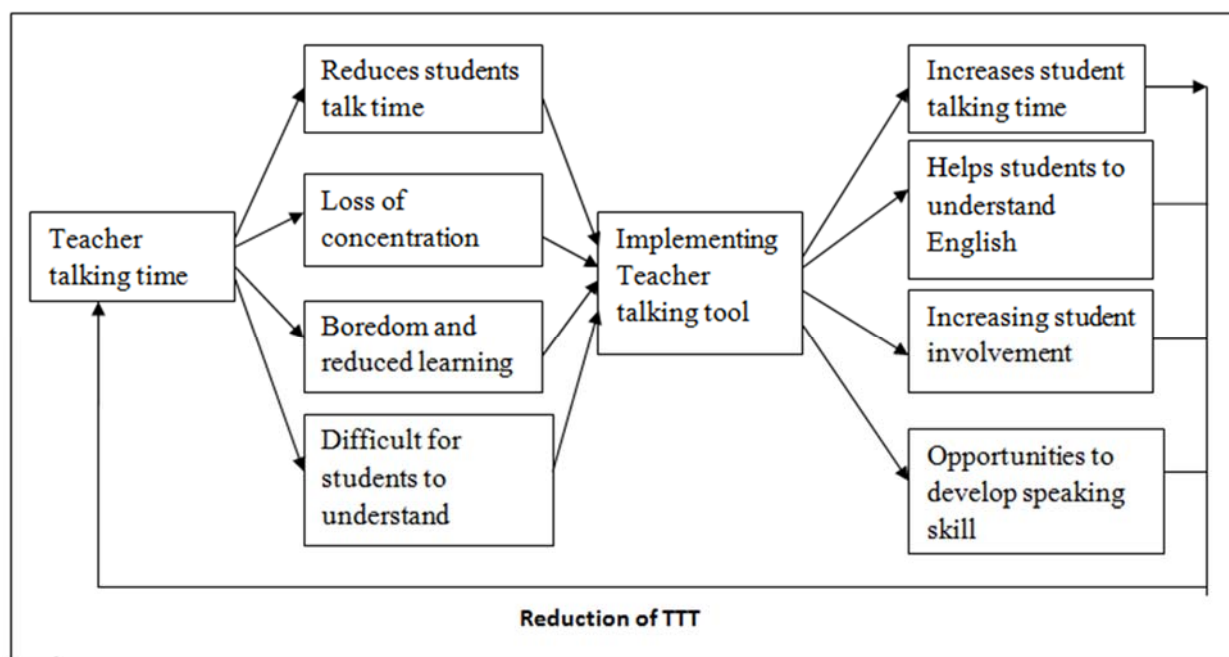 Teacher
talking time
Reduces students
talk time
Loss of
concentration
Boredom and
reduced learning
Difficult for
students to
understand
Implementing
Teacher
talking tool
Increases student
talking time
Helps students to
understand
English
Increasing student
involvement
Opportunities to
develop speaking
skill
Reduction of TTT